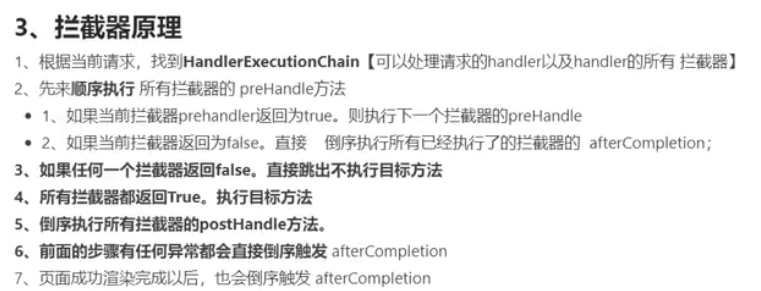 3、拦截器原理
1、根据当前请求，找到HandlerExecutionChain【可以处理请求的handler以及handler的所有 拦截器】
2、先来顺序执行 所有拦截器的 preHandle方法
• 1、如果当前拦截器prehandler返回为true。则执行下一个拦截器的preHandle
• 2、如果当前拦截器返回为false。直接 倒序执行所有已经执行了的拦截器的 afterCompletion；
3、如果任何一个拦截器返回false。直接跳出不执行目标方法
4、所有拦截器都返回True。执行目标方法
5、倒序执行所有拦截器的postHandle方法。
6、前面的步骤有任何异常都会直接倒序触发 afterCompletion
7、页面成功渲染完成以后，也会倒序触发 afterCompletion